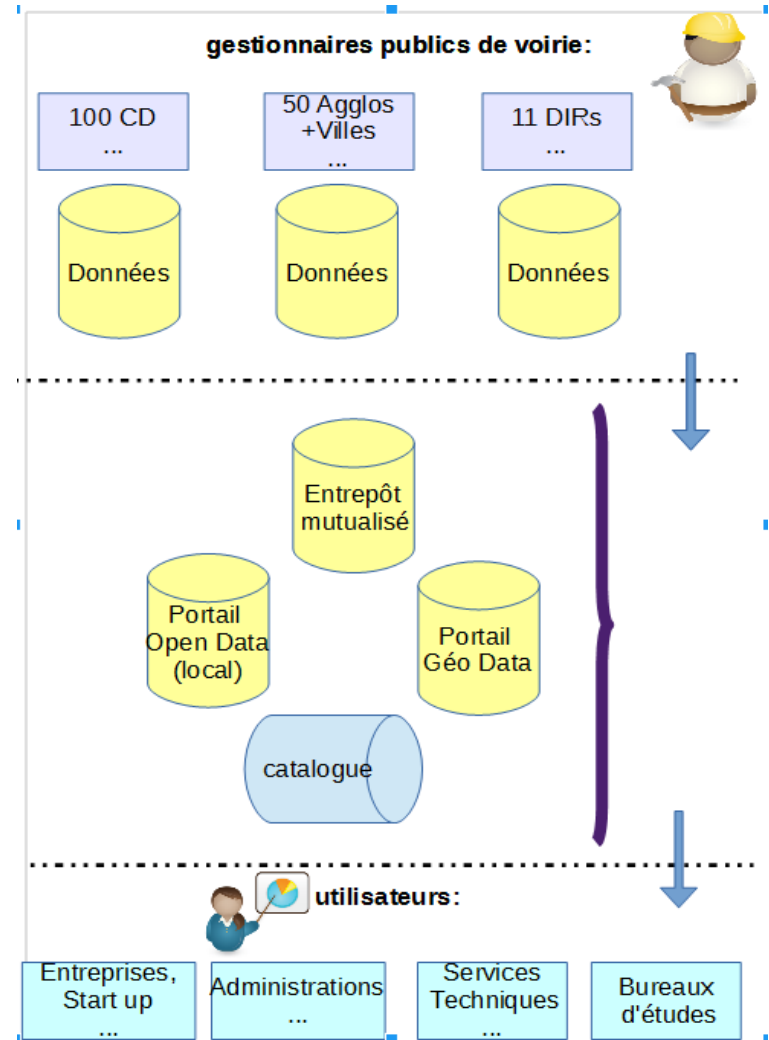 gestionnaires publics de voirie:
100 CD
...
50 Agglos
+Villes
...
11 DIRs
...
Données
Données
Données
Entrepôt
mutualisé
Portail
Open Data
(local)
Portail
Géo Data
catalogue
utilisateurs:
Entreprises,
Start up
...
Administrations
...
Services
Techniques
...
Bureaux
d'études